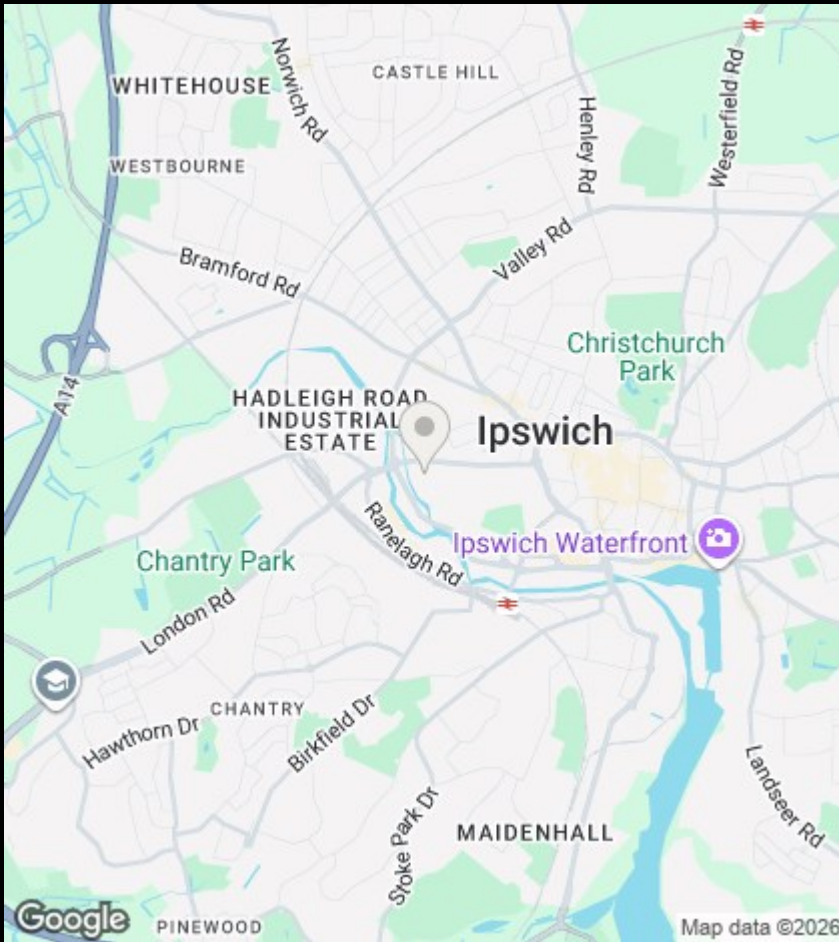 Norwich Rd
CASTLE HILL
WHITEHOUSE
Henley Rd
Westerfield Rd
WESTBOURNE
Valley Rd
Bramford Rd
Christchurch
Park
A14
HADLEIGH ROAD
INDUSTRIAL
ESTATE
Ipswich
Ranelagh Rd
Ipswich Waterfront
Chantry Park
London Rd
CHANTRY
Hawthorn Dr
Birkfield Dr
Stoke Park Dr
MAIDENHALL
Landseer Rd
Google
PINEWOOD
Map data ©2026